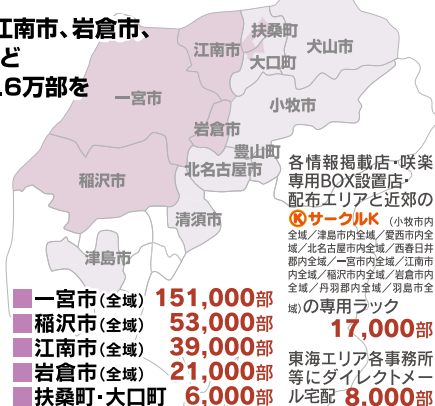 江南市、岩倉市、
ど
.6万部を
扶桑町
江南市
犬山市
大口町
一宮市
小牧市
岩倉市
豊山町
北名古屋市
稲沢市
清須市
津島市
各情報掲載店・咲楽
専用BOX設置店・
配布エリアと近郊の
ⓀサークルK（小牧市内
全域／津島市内全域／愛西市内全
域／北名古屋市内全域／西春日井
郡内全域／一宮市内全域／江南市
内全域／稲沢市内全域／岩倉市内
全域／丹羽郡内全域／羽島市全
域）の専用ラック
17,000部
東海エリア各事務所
等にダイレクトメー
ル宅配 8,000部
一宮市（全域） 151,000部
稲沢市（全域） 53,000部
江南市（全域） 39,000部
岩倉市（全域） 21,000部
扶桑町・大口町 6,000部